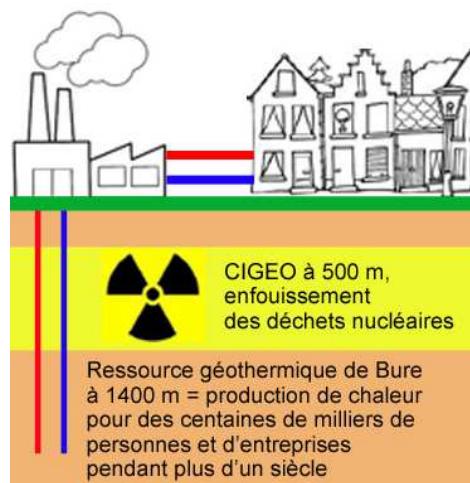 CIGEO à 500 m,
enfouissement
des déchets nucléaires
Ressource géothermique de Bure
à 1400 m = production de chaleur
pour des centaines de milliers de
personnes et d'entreprises
pendant plus d'un siècle